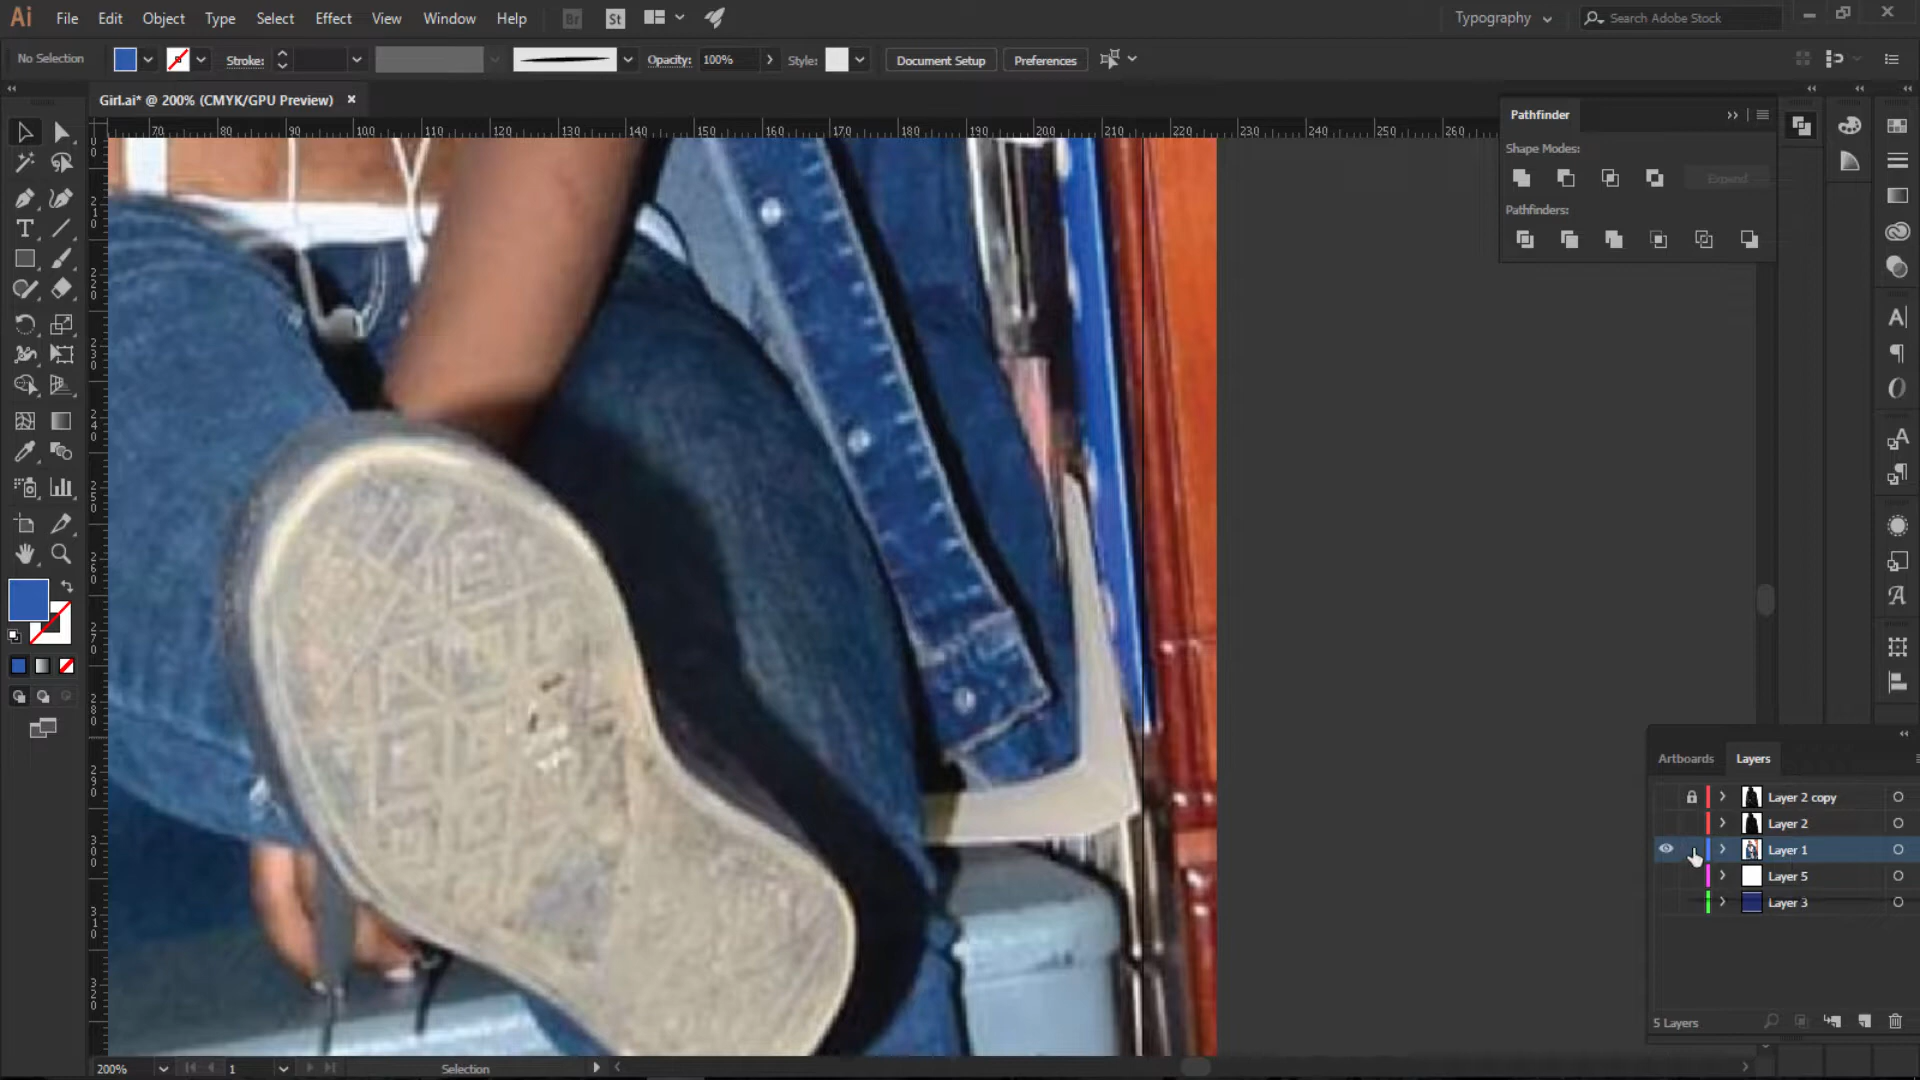 Ai File Edit Object Type Select Effect View Window Help Br St Typography Search Adobe Stock
No Selection Stroke: Opacity: 100% Style: Document Setup Preferences
Girl.ai* @ 200% (CMYK/GPU Preview)
70 80 90 100 110 120 130 140 150 160 170 180 190 200 210 220 230 240 250 260
Pathfinder
Shape Modes:
Expand
Pathfinders:
Artboards Layers
Layer 2 copy
Layer 2
Layer 1
Layer 5
Layer 3
5 Layers
200% 1 Selection